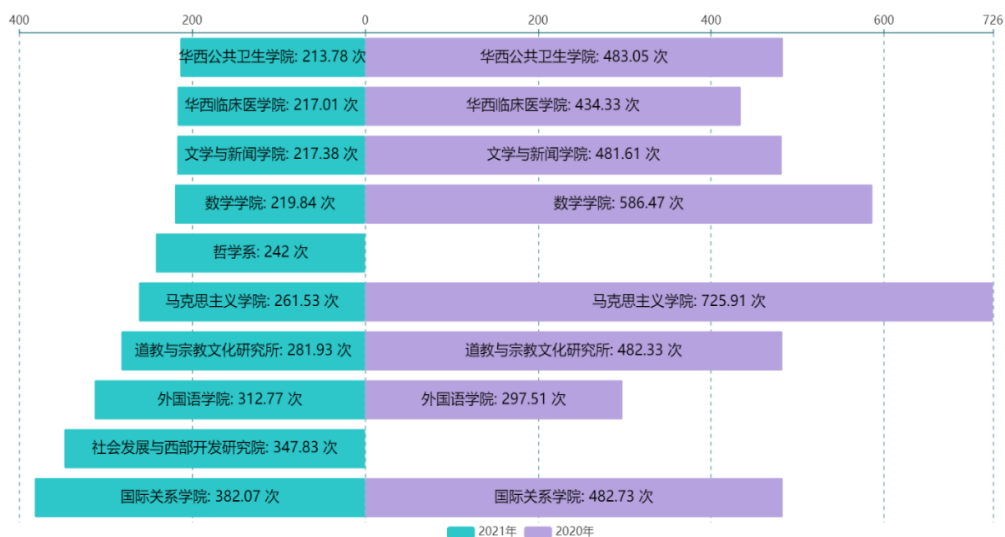 400 200 0 200 400 600 726
华西公共卫生学院: 213.78 次 华西公共卫生学院: 483.05 次
华西临床医学院: 217.01 次 华西临床医学院: 434.33 次
文学与新闻学院: 217.38 次 文学与新闻学院: 481.61 次
数学学院: 219.84 次 数学学院: 586.47 次
哲学系: 242 次
马克思主义学院: 261.53 次 马克思主义学院: 725.91 次
道教与宗教文化研究所: 281.93 次 道教与宗教文化研究所: 482.33 次
外国语学院: 312.77 次 外国语学院: 297.51 次
社会发展与西部开发研究院: 347.83 次
国际关系学院: 382.07 次 国际关系学院: 482.73 次
2021年 2020年